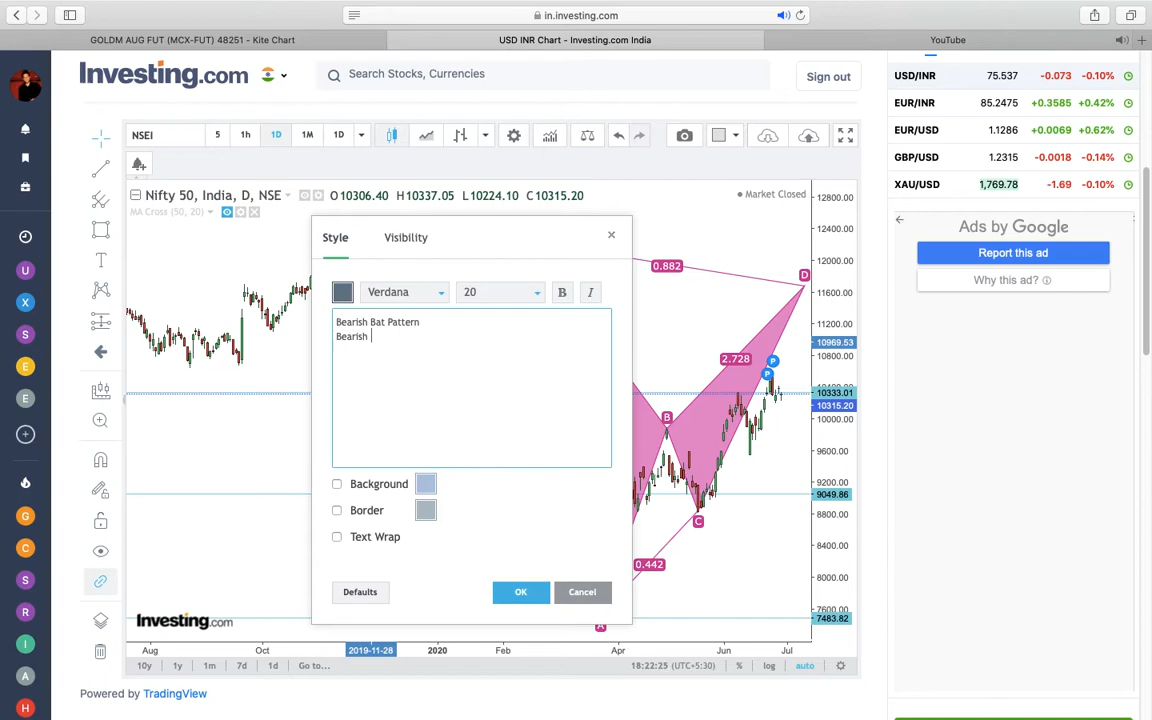 in.investing.com
GOLDM AUG FUT (MCX-FUT) 48251 - Kite Chart
USD INR Chart - Investing.com India
YouTube
Investing.com
Search Stocks, Currencies
Sign out
USD/INR 75.537 -0.073 -0.10%
EUR/INR 85.2475 +0.3585 +0.42%
EUR/USD 1.1286 +0.0069 +0.62%
GBP/USD 1.2315 -0.0018 -0.14%
XAU/USD 1,769.78 -1.69 -0.10%
NSEI 5 1h 1D 1M 1D
Nifty 50, India, D, NSE O10306.40 H10337.05 L10224.10 C10315.20
Market Closed
MA Cross (50, 20)
Style Visibility
Verdana 20 B I
Bearish Bat Pattern
Bearish
Background
Border
Text Wrap
Defaults OK Cancel
0.882
D
2.728
P
P
B
C
0.442
A
12800.00
12400.00
12000.00
11600.00
11200.00
10969.53
10800.00
10400.00
10333.01
10315.20
10000.00
9600.00
9200.00
9049.86
8800.00
8400.00
8000.00
7600.00
7483.82
Investing.com
Aug Oct 2019-11-28 2020 Feb Apr Jun Jul
10y 1y 1m 7d 1d Go to... 18:22:25 (UTC+5:30) % log auto
Powered by TradingView
Ads by Google
Report this ad
Why this ad?
U
X
S
E
E
G
C
S
R
I
A
H